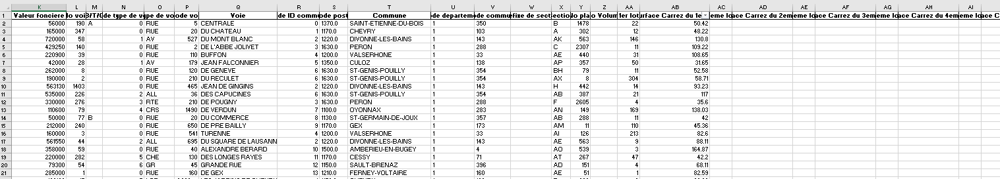 K L M N O P Q R S T U V W X Y Z AA AB AC AD AE AF AG AH AI
1 Valeur fonciere lo voi B/T/Q de type de v ype de vo ode vo Voie de ID comm ode post Commune ode departeme de commu efixe de sect ectio lo pla o Volum 1er lot urface Carrez du 1e eme lo ace Carrez du 2em eme lo ace Carrez du 3em eme lo ace Carrez du 4em eme lo ace C
2 56000 190 A 0 RUE 5 CENTRALE 0 1370.0 SAINT-ETIENNE-DU-BOIS 1 350 B 1478 22 50.42
3 165000 347 0 RUE 20 DU CHATEAU 1 1170.0 CHEVRY 1 103 A 302 12 48.22
4 720000 58 1 AV 527 DU MONT BLANC 2 1220.0 DIVONNE-LES-BAINS 1 143 AK 563 146 130.8
5 429250 140 0 RUE 2 DE L'ABBE JOLIVET 3 1630.0 PERON 1 288 C 2307 11 109.22
6 220900 39 0 RUE 110 BUFFON 4 1200.0 VALSERHONE 1 33 AE 440 31 108.65
7 42000 28 1 AV 179 JEAN FALCONNIER 5 1350.0 CULOZ 1 138 AP 357 50 31.65
8 262000 8 0 RUE 120 DE GENEVE 6 1630.0 ST-GENIS-POUILLY 1 354 BH 79 11 52.58
9 190000 2 0 RUE 210 DU RECULET 6 1630.0 ST-GENIS-POUILLY 1 354 AX 8 304 58.71
10 563130 1403 0 RUE 465 JEAN DE GINGINS 2 1220.0 DIVONNE-LES-BAINS 1 143 H 442 14 93.23
11 535000 226 2 ALL 36 DES CAPUCINES 6 1630.0 ST-GENIS-POUILLY 1 354 AB 387 21 117
12 330000 276 3 RTE 210 DE POUGNY 3 1630.0 PERON 1 288 F 2605 4 35.6
13 110600 79 4 CRS 1490 DE VERDUN 7 1100.0 OYONNAX 1 283 AN 149 169 138.03
14 50000 77 B 0 RUE 20 DU COMMERCE 8 1130.0 ST-GERMAIN-DE-JOUX 1 357 AB 288 11 42
15 212000 240 0 RUE 650 DE PRE BAILLY 9 1170.0 GEX 1 173 AM 11 110 45.36
16 160000 3 0 RUE 541 TURENNE 4 1200.0 VALSERHONE 1 33 AI 126 213 82.6
17 561550 44 2 ALL 695 DU SQUARE DE LAUSANN 2 1220.0 DIVONNE-LES-BAINS 1 143 AE 563 9 88.11
18 358000 59 0 RUE 40 ALEXANDRE BERARD 10 1500.0 AMBERIEU-EN-BUGEY 1 4 AO 539 3 164.87
19 220000 282 5 CHE 130 DES LONGES RAYES 11 1170.0 CESSY 1 71 AT 267 47 42.2
20 79300 54 6 GR 45 GRANDE RUE 12 1150.0 SAULT-BRENAZ 1 396 AD 151 4 68.11
21 285000 1 0 RUE 160 DE GEX 13 1210.0 FERNEY-VOLTAIRE 1 160 AE 51 1 82.59